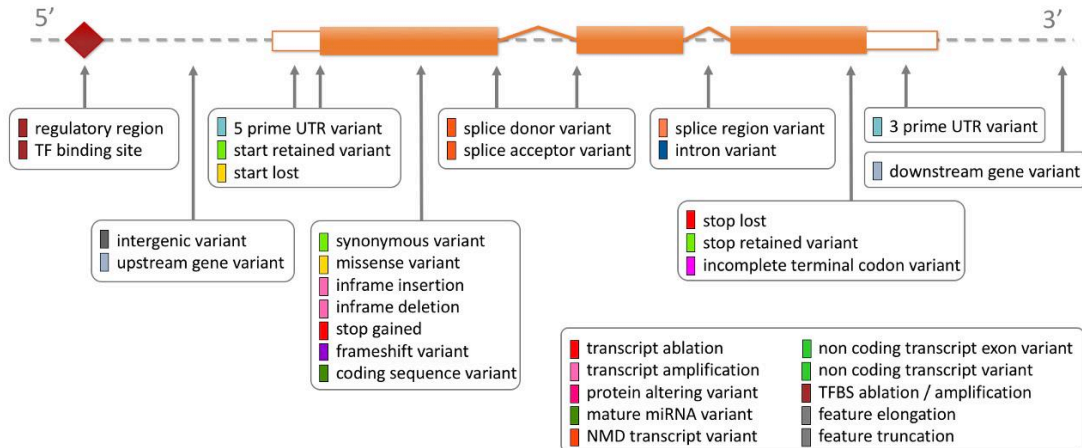 5’
3’
regulatory region
TF binding site
5 prime UTR variant
start retained variant
start lost
splice donor variant
splice acceptor variant
splice region variant
intron variant
3 prime UTR variant
downstream gene variant
intergenic variant
upstream gene variant
synonymous variant
missense variant
inframe insertion
inframe deletion
stop gained
frameshift variant
coding sequence variant
stop lost
stop retained variant
incomplete terminal codon variant
transcript ablation
transcript amplification
protein altering variant
mature miRNA variant
NMD transcript variant
non coding transcript exon variant
non coding transcript variant
TFBS ablation / amplification
feature elongation
feature truncation